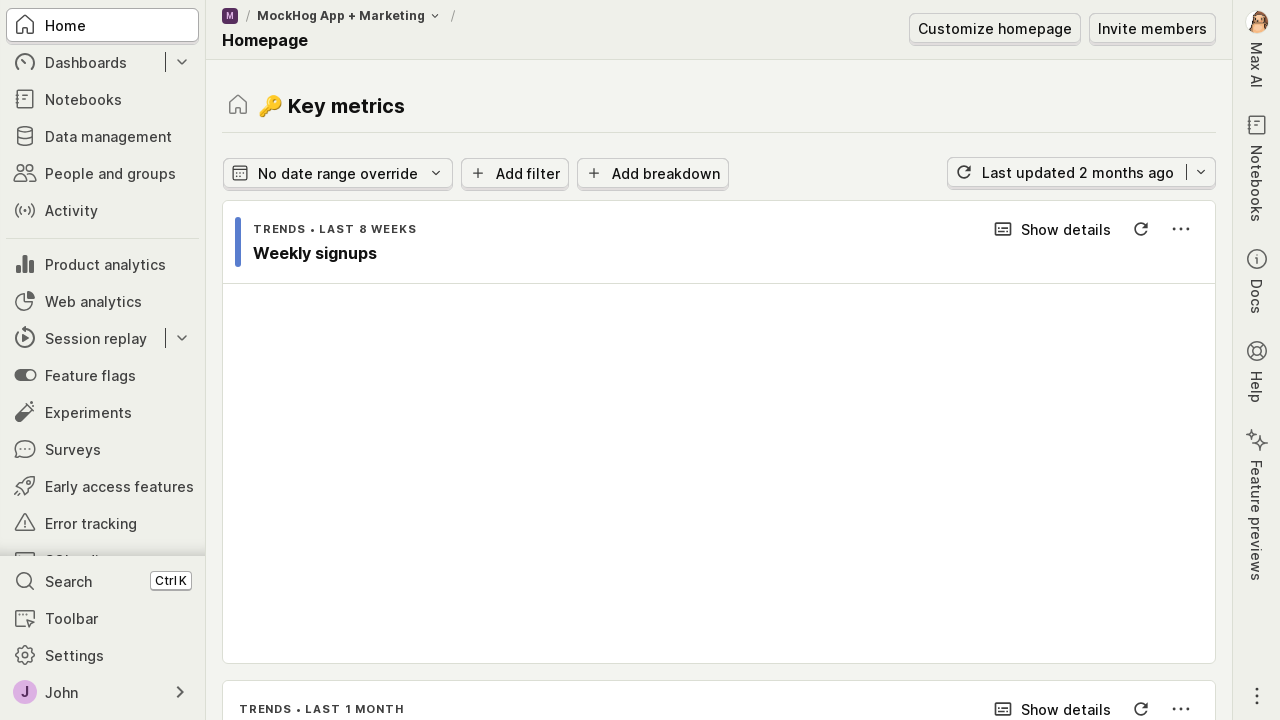 Home
Dashboards
Notebooks
Data management
People and groups
Activity
Product analytics
Web analytics
Session replay
Feature flags
Experiments
Surveys
Early access features
Error tracking
Search Ctrl K
Toolbar
Settings
J John
M / MockHog App + Marketing /
Homepage
Customize homepage
Invite members
🔑 Key metrics
No date range override
Add filter
Add breakdown
Last updated 2 months ago
TRENDS • LAST 8 WEEKS
Weekly signups
Show details
TRENDS • LAST 1 MONTH
Show details
Max AI
Notebooks
Docs
Help
Feature previews